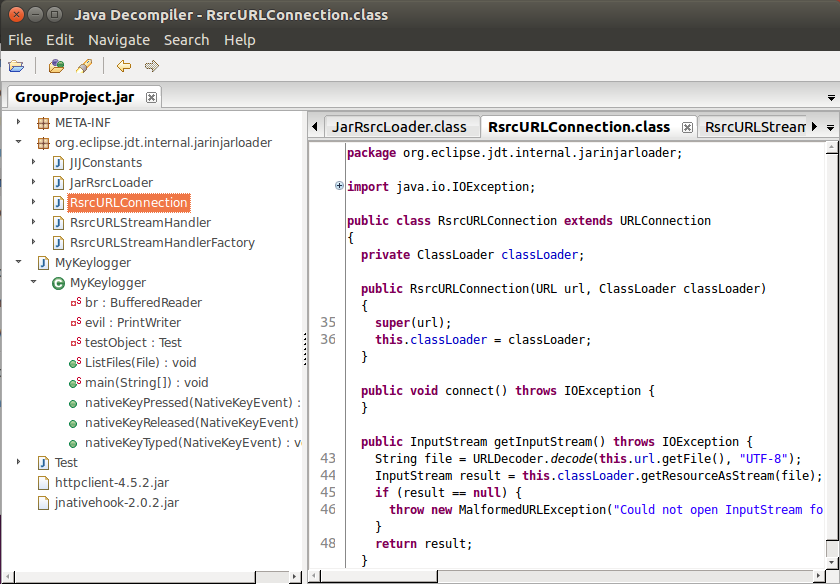 Java Decompiler - RsrcURLConnection.class
File Edit Navigate Search Help
GroupProject.jar
META-INF
org.eclipse.jdt.internal.jarinjarloader
JIJConstants
JarRsrcLoader
RsrcURLConnection
RsrcURLStreamHandler
RsrcURLStreamHandlerFactory
MyKeylogger
MyKeylogger
br : BufferedReader
evil : PrintWriter
testObject : Test
ListFiles(File) : void
main(String[]) : void
nativeKeyPressed(NativeKeyEvent) :
nativeKeyReleased(NativeKeyEvent)
nativeKeyTyped(NativeKeyEvent) : v
Test
httpclient-4.5.2.jar
jnativehook-2.0.2.jar
JarRsrcLoader.class RsrcURLConnection.class RsrcURLStream
package org.eclipse.jdt.internal.jarinjarloader;
import java.io.IOException;
public class RsrcURLConnection extends URLConnection
{
private ClassLoader classLoader;
public RsrcURLConnection(URL url, ClassLoader classLoader)
{
35 super(url);
36 this.classLoader = classLoader;
}
public void connect() throws IOException {
}
public InputStream getInputStream() throws IOException {
43 String file = URLDecoder.decode(this.url.getFile(), "UTF-8");
44 InputStream result = this.classLoader.getResourceAsStream(file);
45 if (result == null) {
46 throw new MalformedURLException("Could not open InputStream fo
}
48 return result;
}